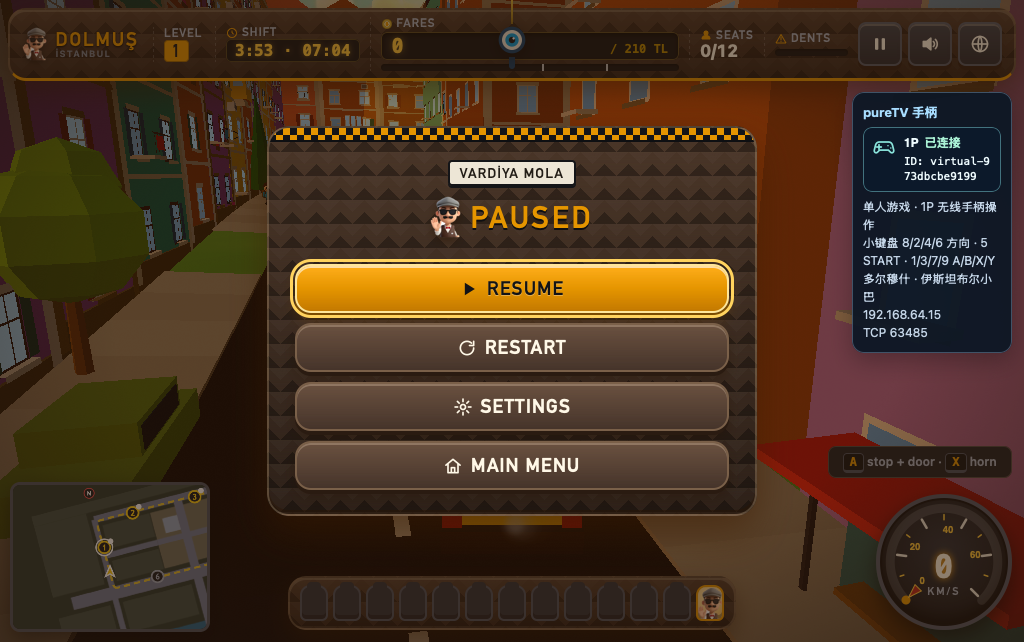 DOLMUŞ
İSTANBUL
LEVEL
1
SHIFT
3:53 · 07:04
FARES
0
/ 210 TL
SEATS
0/12
DENTS
pureTV 手柄
1P 已连接
ID: virtual-9
73dbcbe9199
单人游戏 · 1P 无线手柄操
作
小键盘 8/2/4/6 方向 · 5
START · 1/3/7/9 A/B/X/Y
多尔穆什 · 伊斯坦布尔小
巴
192.168.64.15
TCP 63485
VARDİYA MOLA
PAUSED
RESUME
RESTART
SETTINGS
MAIN MENU
A stop + door · X horn
N
3
2
1
6
0
20
40
60
0
KM/S